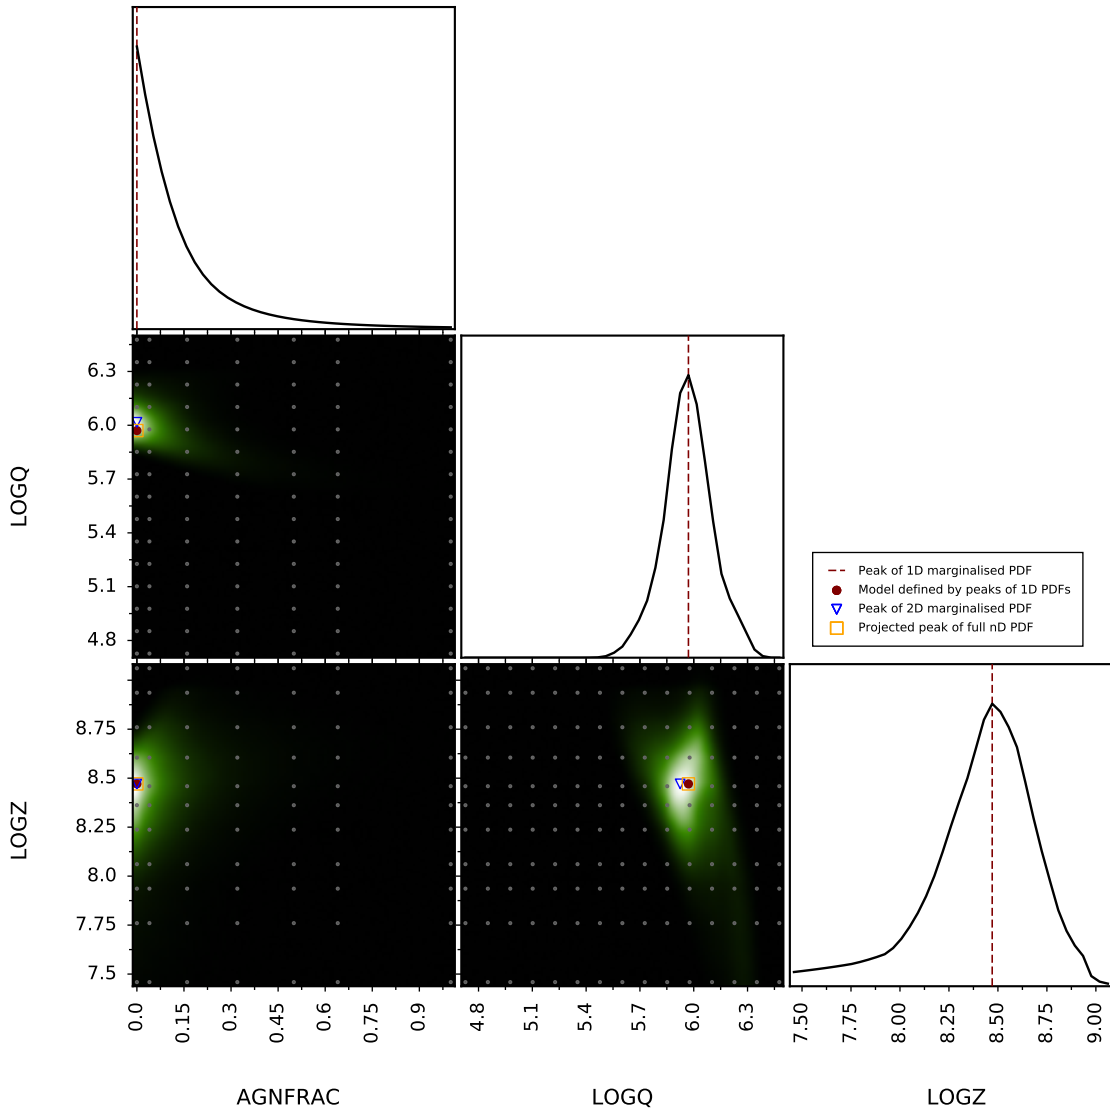 LOGQ
6.3
6.0
5.7
5.4
5.1
4.8
Peak of 1D marginalised PDF
Model defined by peaks of 1D PDFs
Peak of 2D marginalised PDF
Projected peak of full nD PDF
LOGZ
8.75
8.5
8.25
8.0
7.75
7.5
0.0 0.15 0.3 0.45 0.6 0.75 0.9
4.8 5.1 5.4 5.7 6.0 6.3
7.50 7.75 8.00 8.25 8.50 8.75 9.00
AGNFRAC
LOGQ
LOGZ